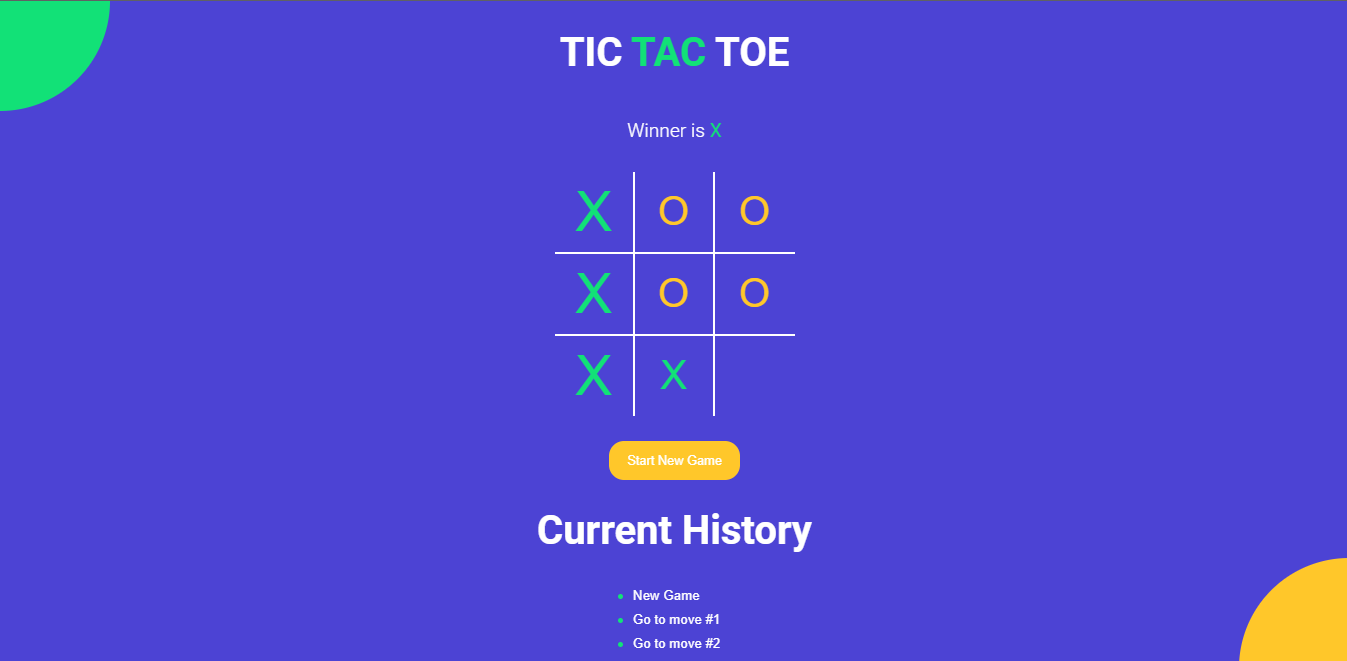 TIC TAC TOE
Winner is X
X O O
X O O
X X
Start New Game
Current History
New Game
Go to move #1
Go to move #2